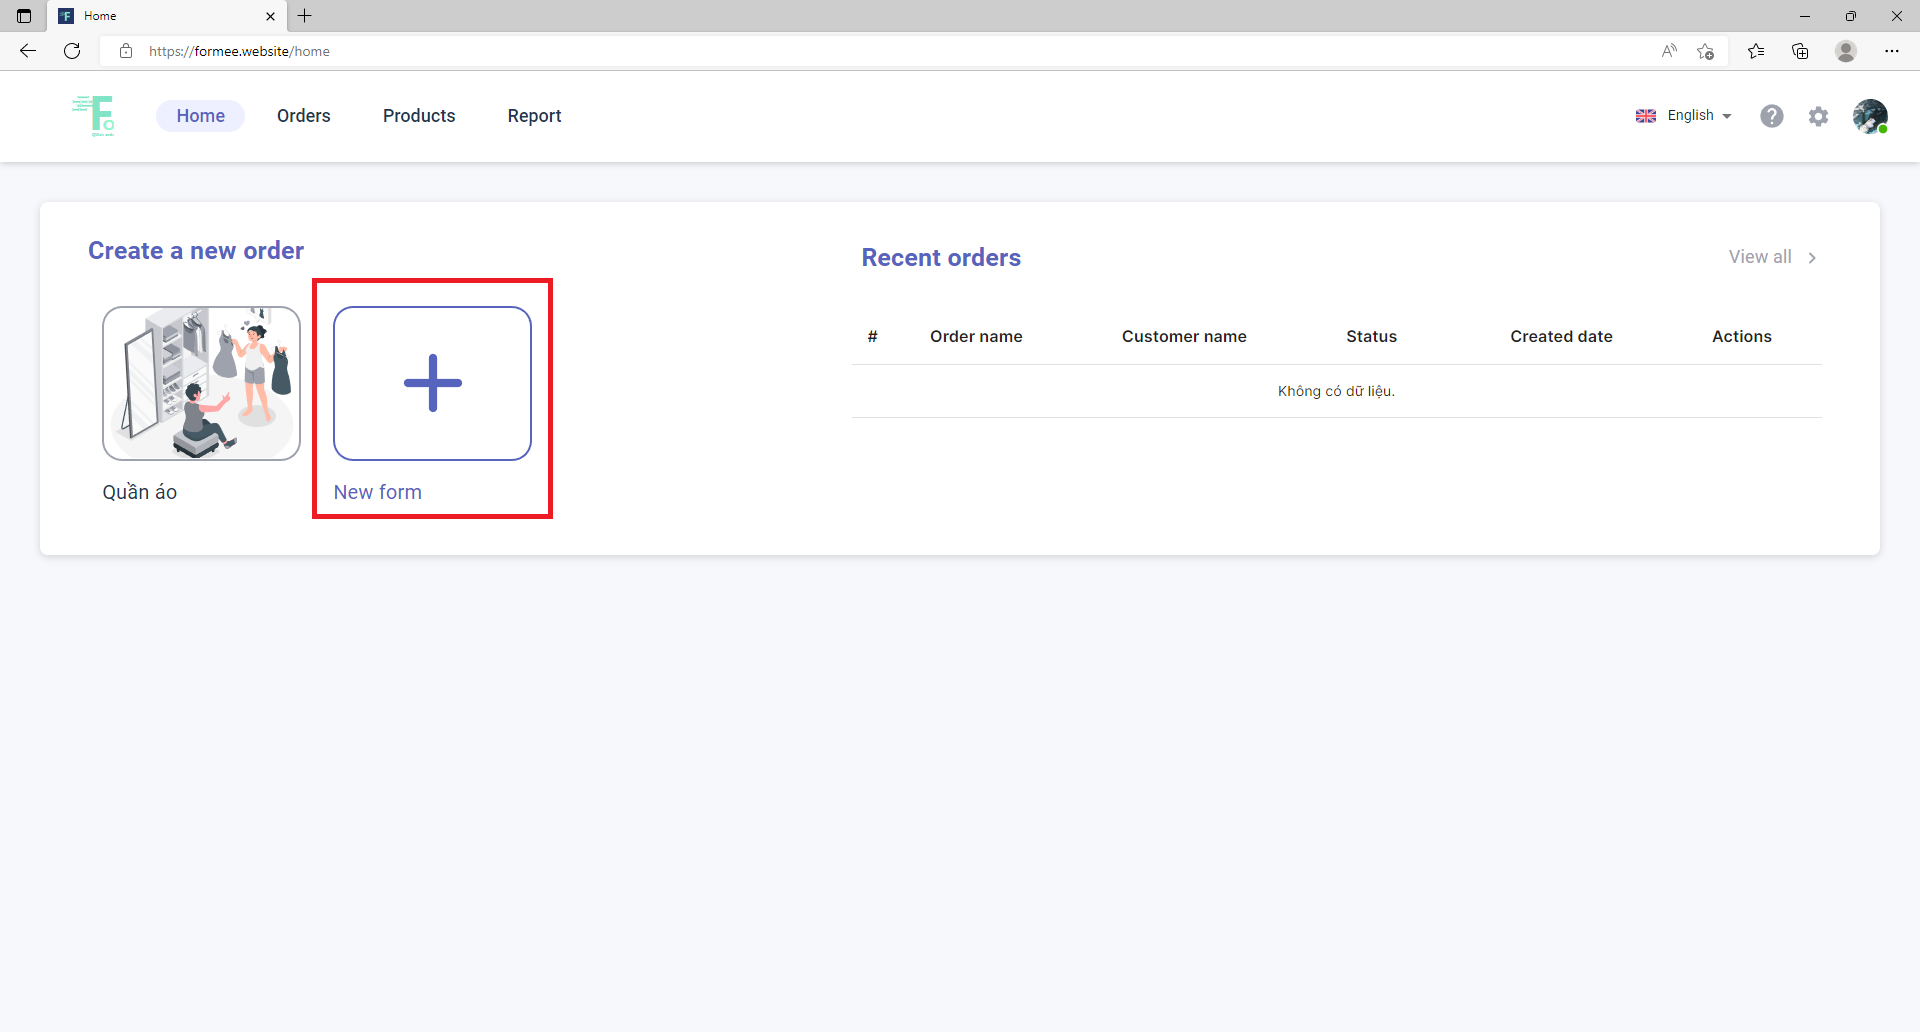 Home
https://formee.website/home
Home
Orders
Products
Report
English
Create a new order
Quần áo
New form
Recent orders
View all
# Order name Customer name Status Created date Actions
Không có dữ liệu.